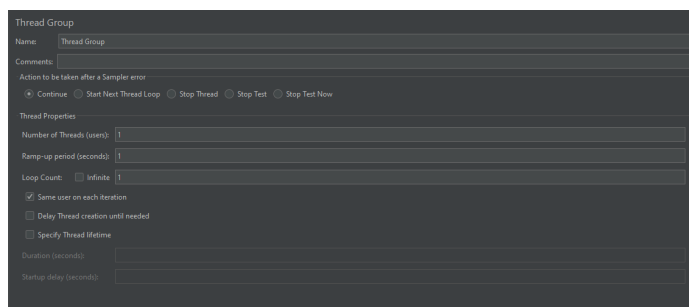 Thread Group
Name: Thread Group
Comments:
Action to be taken after a Sampler error
Continue Start Next Thread Loop Stop Thread Stop Test Stop Test Now
Thread Properties
Number of Threads (users): 1
Ramp-up period (seconds): 1
Loop Count: Infinite 1
Same user on each iteration
Delay Thread creation until needed
Specify Thread lifetime
Duration (seconds):
Startup delay (seconds):